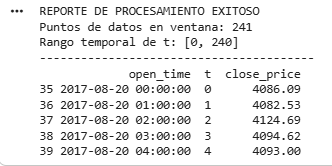 REPORTE DE PROCESAMIENTO EXITOSO
Puntos de datos en ventana: 241
Rango temporal de t: [0, 240]
----------------------------------------
open_time t close_price
35 2017-08-20 00:00:00 0 4086.09
36 2017-08-20 01:00:00 1 4082.53
37 2017-08-20 02:00:00 2 4124.69
38 2017-08-20 03:00:00 3 4094.62
39 2017-08-20 04:00:00 4 4093.00